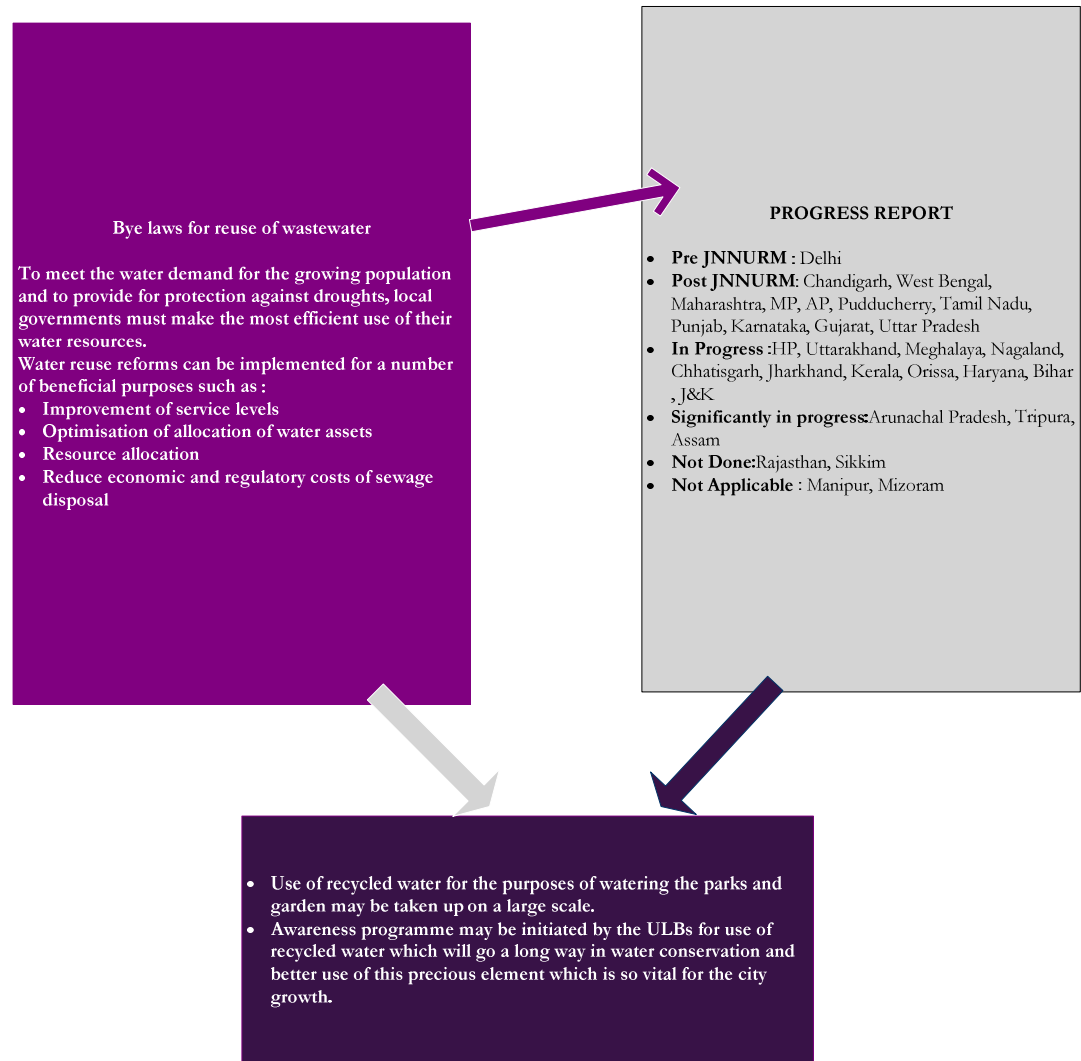 Bye laws for reuse of wastewater
To meet the water demand for the growing population
and to provide for protection against droughts, local
governments must make the most efficient use of their
water resources.
Water reuse reforms can be implemented for a number
of beneficial purposes such as :
• Improvement of service levels
• Optimisation of allocation of water assets
• Resource allocation
• Reduce economic and regulatory costs of sewage
disposal
PROGRESS REPORT
• Pre JNNURM : Delhi
• Post JNNURM: Chandigarh, West Bengal,
Maharashtra, MP, AP, Pudducherry, Tamil Nadu,
Punjab, Karnataka, Gujarat, Uttar Pradesh
• In Progress :HP, Uttarakhand, Meghalaya, Nagaland,
Chhatisgarh, Jharkhand, Kerala, Orissa, Haryana, Bihar
, J&K
• Significantly in progress:Arunachal Pradesh, Tripura,
Assam
• Not Done:Rajasthan, Sikkim
• Not Applicable : Manipur, Mizoram
• Use of recycled water for the purposes of watering the parks and
garden may be taken up on a large scale.
• Awareness programme may be initiated by the ULBs for use of
recycled water which will go a long way in water conservation and
better use of this precious element which is so vital for the city
growth.